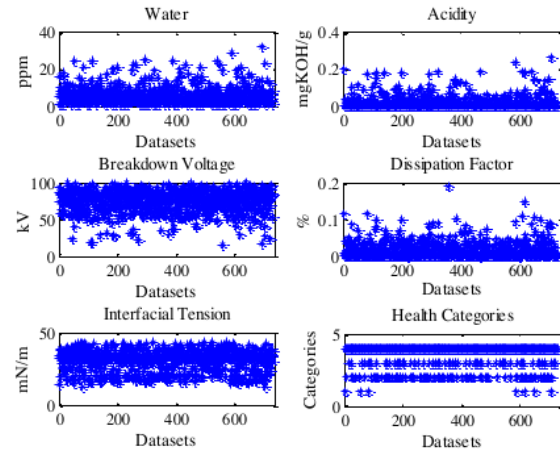 Water
40
20
0
ppm
0
200
400
600
Datasets
Acidity
0.4
0.2
0
mgKOH/g
0
200
400
600
Datasets
Breakdown Voltage
100
50
0
kV
0
200
400
600
Datasets
Dissipation Factor
0.2
0.1
0
%
0
200
400
600
Datasets
Interfacial Tension
50
0
mN/m
0
200
400
600
Datasets
Health Categories
5
0
Categories
0
200
400
600
Datasets